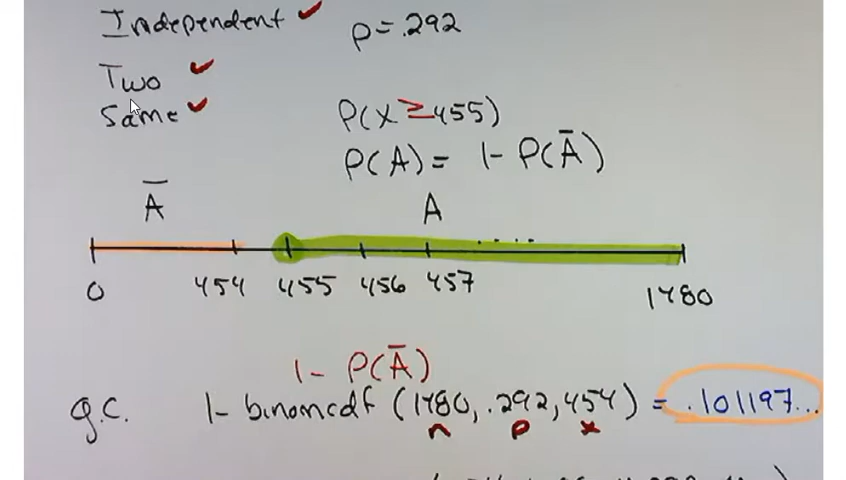 Independent ✓ p=.292
Two ✓
Same ✓ P(x ≥ 455)
P(A) = 1- P(Ā)
Ā A
0 454 455 456 457 .... 1480
1- P(Ā)
g.c. 1- binomcdf (1480, .292, 454) = .101197...
n p x